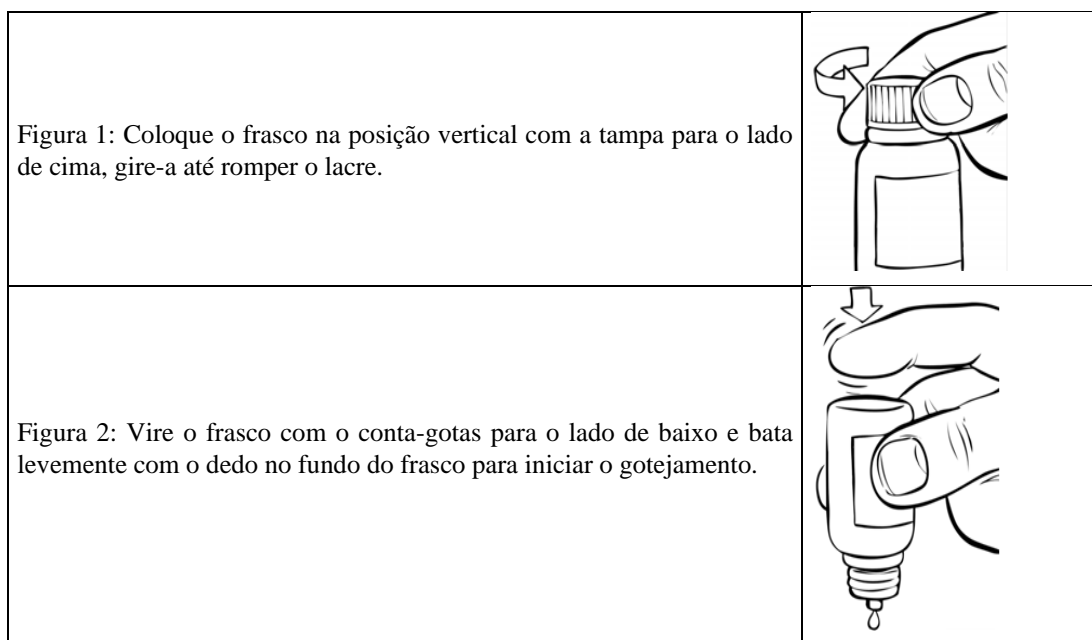 Figura 1: Coloque o frasco na posição vertical com a tampa para o lado
de cima, gire-a até romper o lacre.
Figura 2: Vire o frasco com o conta-gotas para o lado de baixo e bata
levemente com o dedo no fundo do frasco para iniciar o gotejamento.